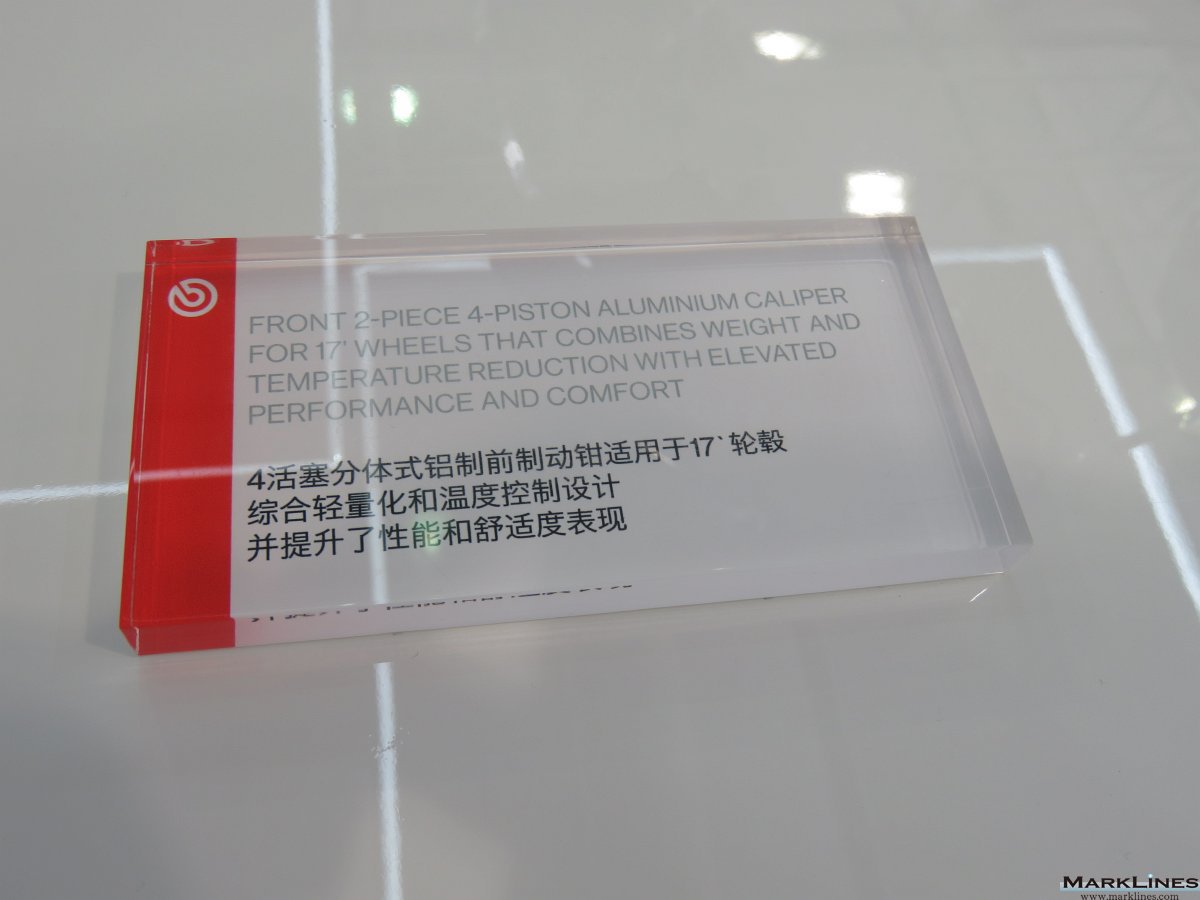 FRONT 2-PIECE 4-PISTON ALUMINIUM CALIPER
FOR 17' WHEELS THAT COMBINES WEIGHT AND
TEMPERATURE REDUCTION WITH ELEVATED
PERFORMANCE AND COMFORT
4活塞分体式铝制前制动钳适用于17`轮毂
综合轻量化和温度控制设计
并提升了性能和舒适度表现
MARKLINES
www.marklines.com